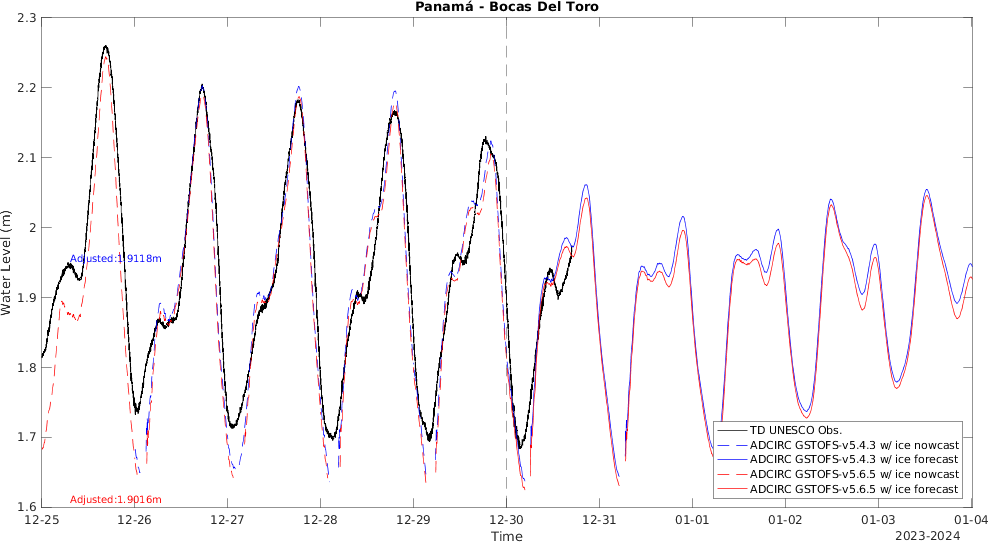 Panamá - Bocas Del Toro
Water Level (m)
2.3
2.2
2.1
2
1.9
1.8
1.7
1.6
Adjusted:1.9118m
Adjusted:1.9016m
TD UNESCO Obs.
ADCIRC GSTOFS-v5.4.3 w/ ice nowcast
ADCIRC GSTOFS-v5.4.3 w/ ice forecast
ADCIRC GSTOFS-v5.6.5 w/ ice nowcast
ADCIRC GSTOFS-v5.6.5 w/ ice forecast
12-25 12-26 12-27 12-28 12-29 12-30 12-31 01-01 01-02 01-03 01-04
Time
2023-2024